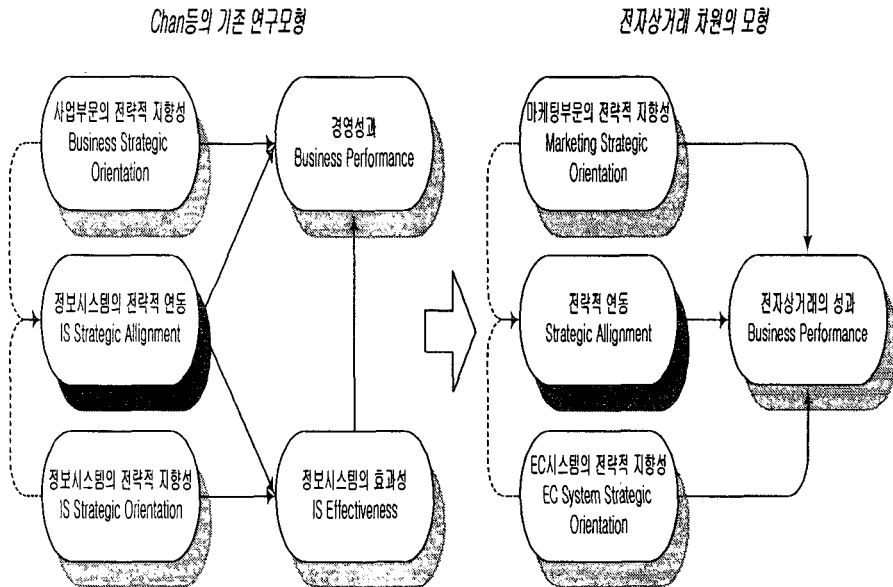 Chan등의 기존 연구모형
사업부문의 전략적 지향성
Business Strategic
Orientation
경영성과
Business Performance
정보시스템의 전략적 연동
IS Strategic Allignment
정보시스템의 전략적 지향성
IS Strategic Orientation
정보시스템의 효과성
IS Effectiveness
전자상거래 차원의 모형
마케팅부문의 전략적 지향성
Marketing Strategic
Orientation
전략적 연동
Strategic Allignment
전자상거래의 성과
Business Performance
EC시스템의 전략적 지향성
EC System Strategic
Orientation